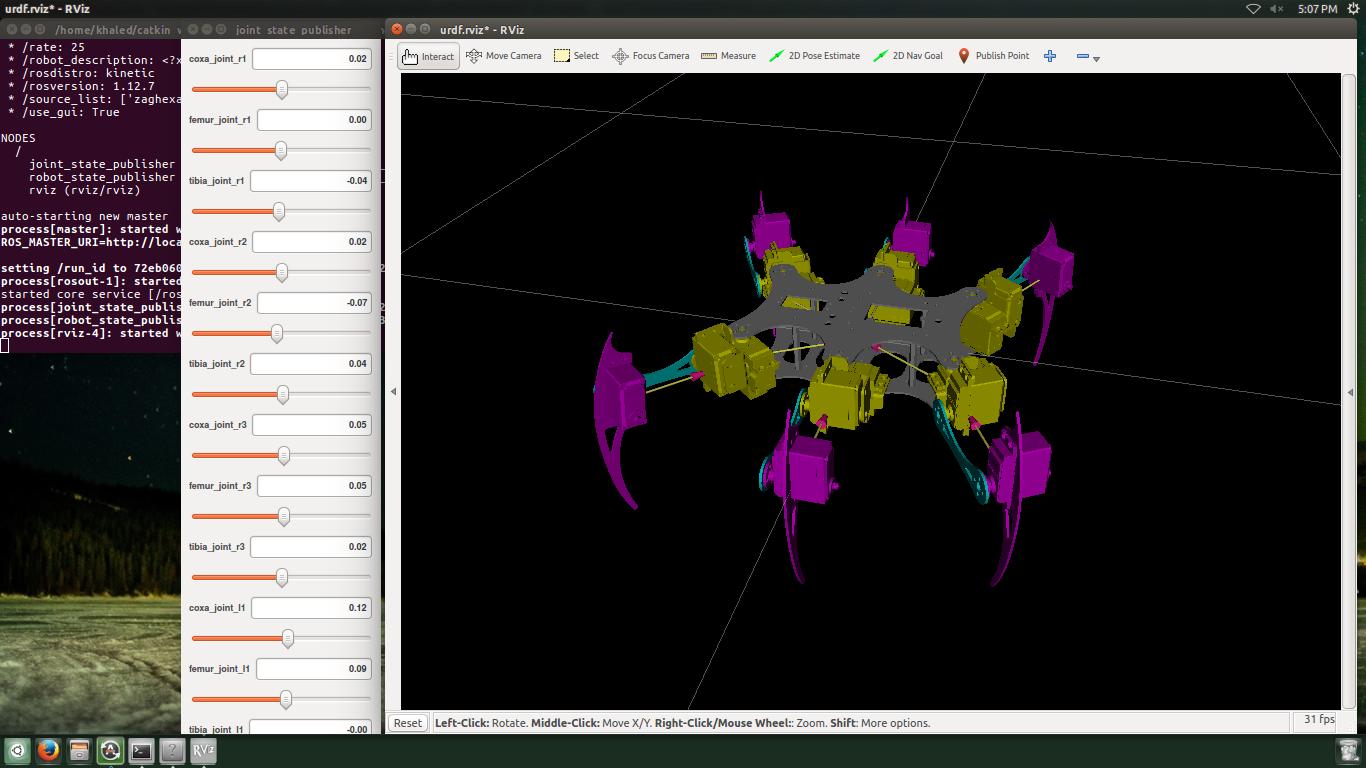 urdf.rviz* - RViz
5:07 PM
/home/khaled/catkin
joint state publisher
urdf.rviz* - RViz
* /rate: 25
* /robot_description: <?x
* /rosdistro: kinetic
* /rosversion: 1.12.7
* /source_list: ['zaghexa
* /use_gui: True
NODES
/
joint_state_publisher
robot_state_publisher
rviz (rviz/rviz)
auto-starting new master
process[master]: started w
ROS_MASTER_URI=http://loca
setting /run_id to 72eb060
process[rosout-1]: started
started core service [/ros
process[joint_state_publis
process[robot_state_publis
process[rviz-4]: started w
coxa_joint_r1 0.02
femur_joint_r1 0.00
tibia_joint_r1 -0.04
coxa_joint_r2 0.02
femur_joint_r2 -0.07
tibia_joint_r2 0.04
coxa_joint_r3 0.05
femur_joint_r3 0.05
tibia_joint_r3 0.02
coxa_joint_l1 0.12
femur_joint_l1 0.09
tibia_joint_l1 -0.00
Interact Move Camera Select Focus Camera Measure 2D Pose Estimate 2D Nav Goal Publish Point
Reset Left-Click: Rotate. Middle-Click: Move X/Y. Right-Click/Mouse Wheel:: Zoom. Shift: More options. 31 fps
RViz